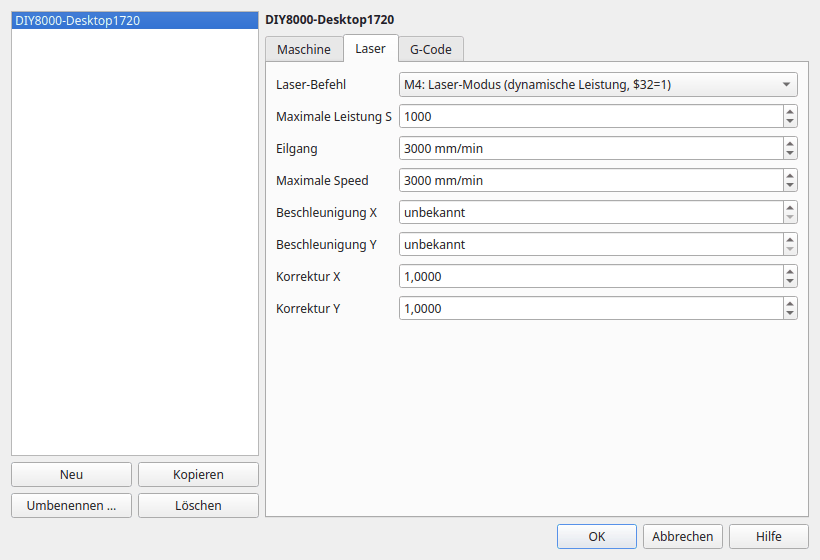 DIY8000-Desktop1720
DIY8000-Desktop1720
Maschine Laser G-Code
Laser-Befehl M4: Laser-Modus (dynamische Leistung, $32=1)
Maximale Leistung S 1000
Eilgang 3000 mm/min
Maximale Speed 3000 mm/min
Beschleunigung X unbekannt
Beschleunigung Y unbekannt
Korrektur X 1,0000
Korrektur Y 1,0000
Neu Kopieren
Umbenennen ... Löschen
OK Abbrechen Hilfe